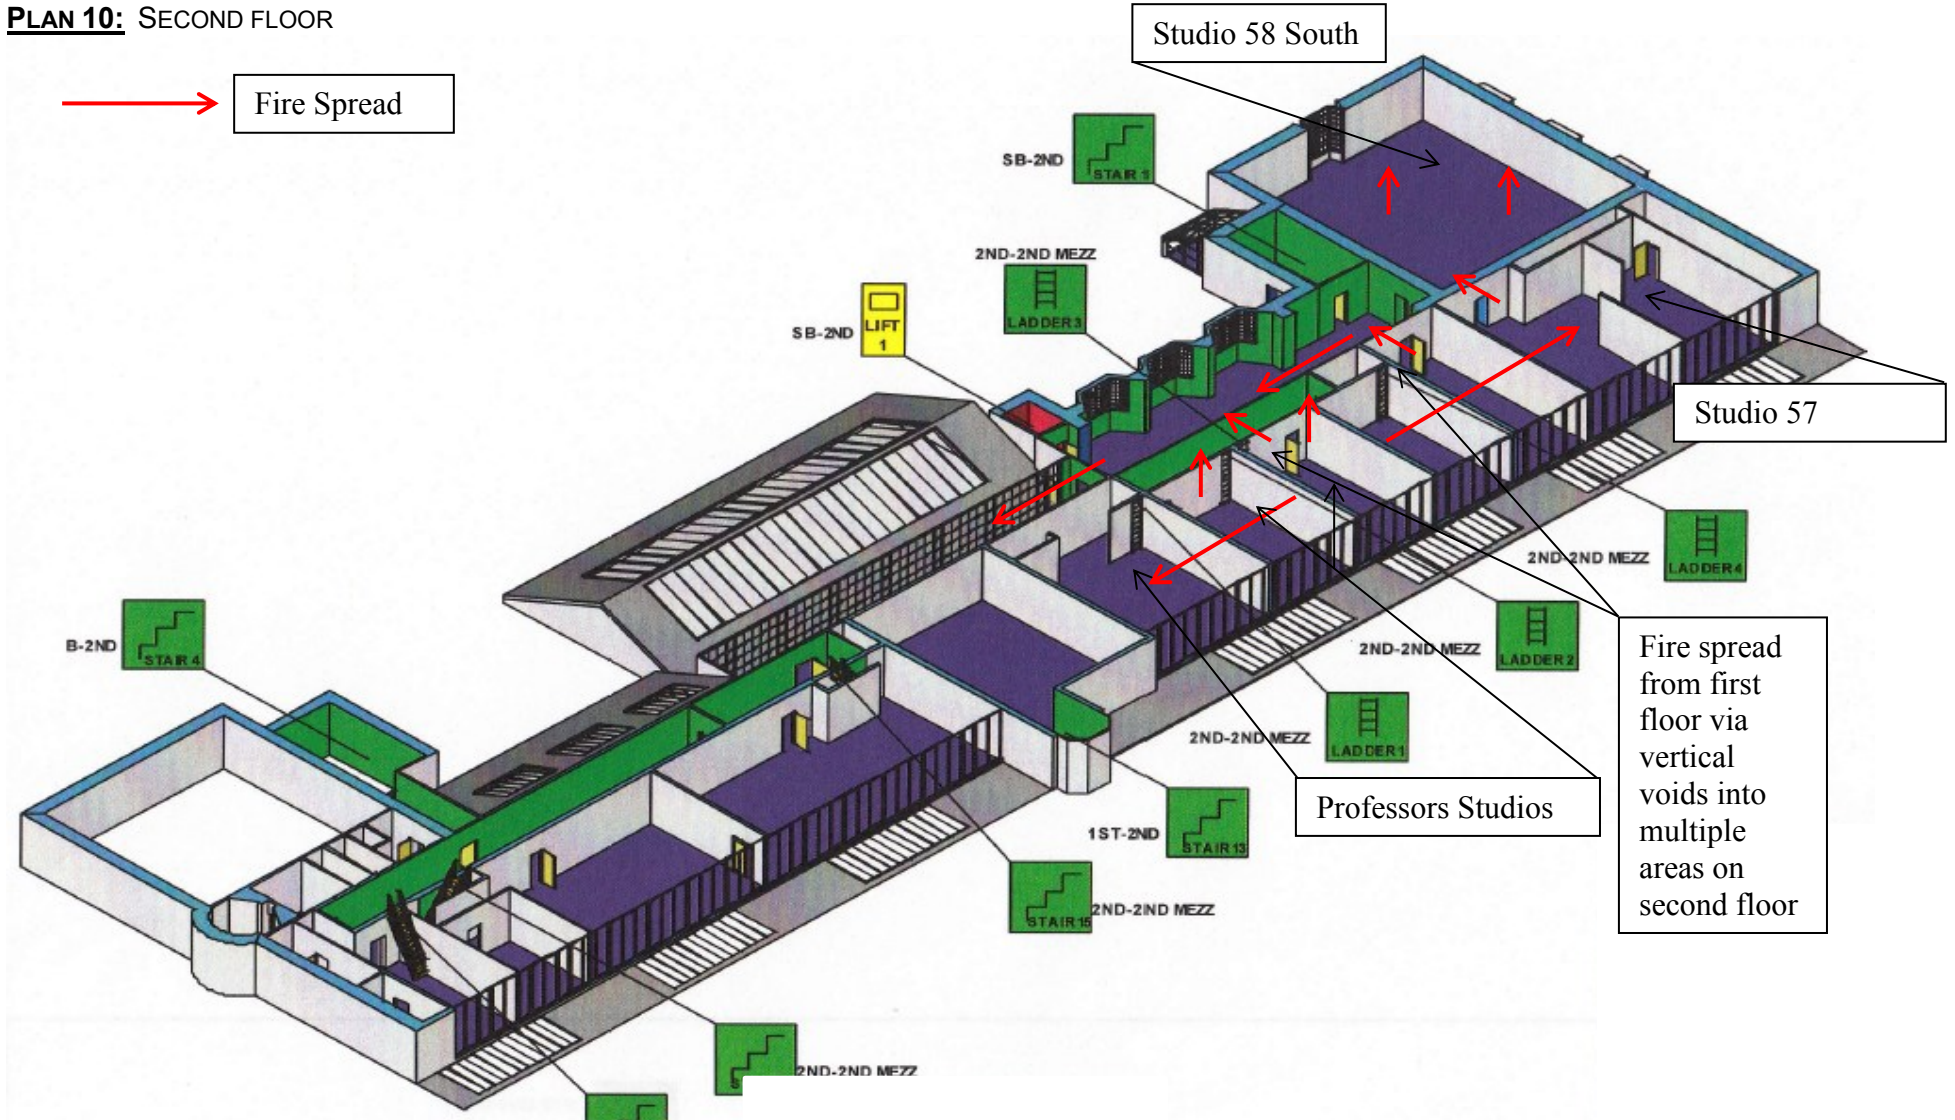 PLAN 10: SECOND FLOOR
Studio 58 South
Fire Spread
SB-2ND
STAIR 1
2ND-2ND MEZZ
LADDER 3
SB-2ND
LIFT
1
Studio 57
2ND-2ND MEZZ
LADDER 4
2ND-2ND MEZZ
LADDER 2
B-2ND
STAIR 4
Fire spread
from first
floor via
vertical
voids into
multiple
areas on
second floor
2ND-2ND MEZZ
LADDER 1
Professors Studios
1ST-2ND
STAIR 13
STAIR 15
2ND-2IND MEZZ
2ND-2ND MEZZ